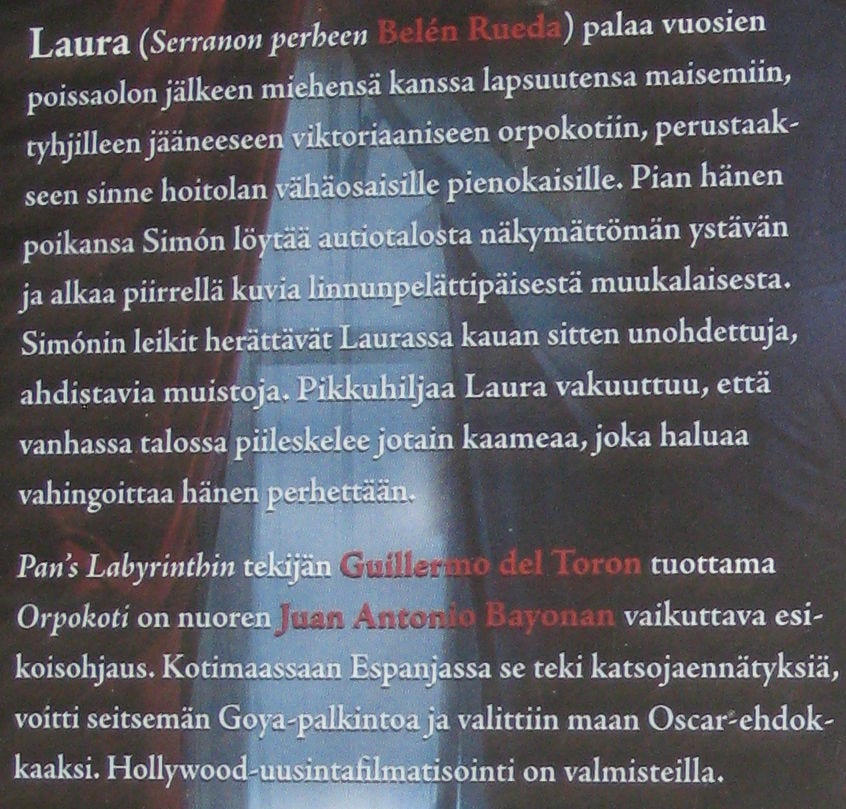 Laura (Serranon perheen Belén Rueda) palaa vuosien
poissaolon jälkeen miehensä kanssa lapsuutensa maisemiin,
tyhjilleen jääneeseen viktoriaaniseen orpokotiin, perustaak-
seen sinne hoitolan vähäosaisille pienokaisille. Pian hänen
poikansa Simón löytää autiotalosta näkymättömän ystävän
ja alkaa piirrellä kuvia linnunpelättipäisestä muukalaisesta.
Simónin leikit herättävät Laurassa kauan sitten unohdettuja,
ahdistavia muistoja. Pikkuhiljaa Laura vakuuttuu, että
vanhassa talossa piileskelee jotain kaameaa, joka haluaa
vahingoittaa hänen perhettään.
Pan's Labyrinthin tekijän Guillermo del Toron tuottama
Orpokoti on nuoren Juan Antonio Bayonan vaikuttava esi-
koisohjaus. Kotimaassaan Espanjassa se teki katsojaennätyksiä,
voitti seitsemän Goya-palkintoa ja valittiin maan Oscar-ehdok-
kaaksi. Hollywood-uusintafilmatisointi on valmisteilla.